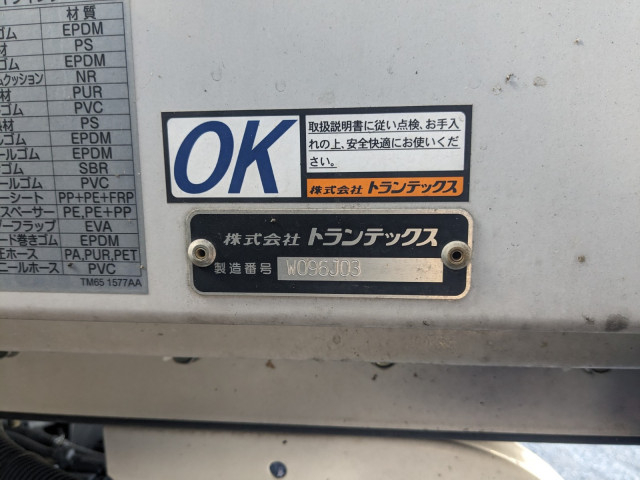 材質
ゴム EPDM
材 PS
ゴム EPDM
ムクッション NR
材 PUR
ゴム PVC
材 PS
ルゴム EPDM
ールゴム EPDM
ゴム SBR
ールゴム PVC
ーシート PP+PE+FRP
スペーサー PE,PE+PP
ーフラップ EVA
ード巻きゴム EPDM
ホース PA,PUR,PET
ニールホース PVC
TM65 1577AA
OK
取扱説明書に従い点検、お手入
れの上、安全快適にお使いくだ
さい。
株式会社 トランテックス
株式会社 トランテックス
製造番号 W096J03